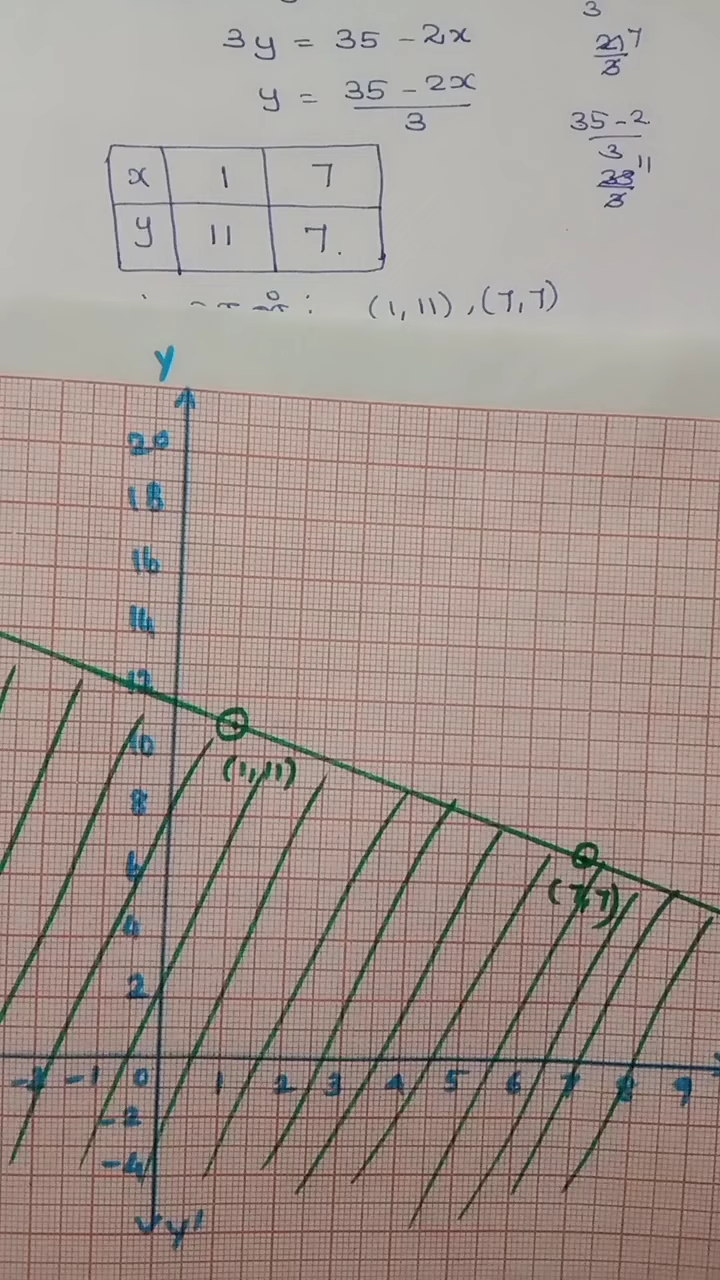 3y = 35 - 2x
3
21 7
3
y = 35 - 2x
3
35 - 2
3
33 11
3
x 1 7
y 11 7.
(1, 11), (7, 7)
Y
20
18
16
14
12
10
(1, 11)
8
6
(7, 7)
4
2
-2 -1 0 1 2 3 4 5 6 7 8 9
-2
-4
Y'